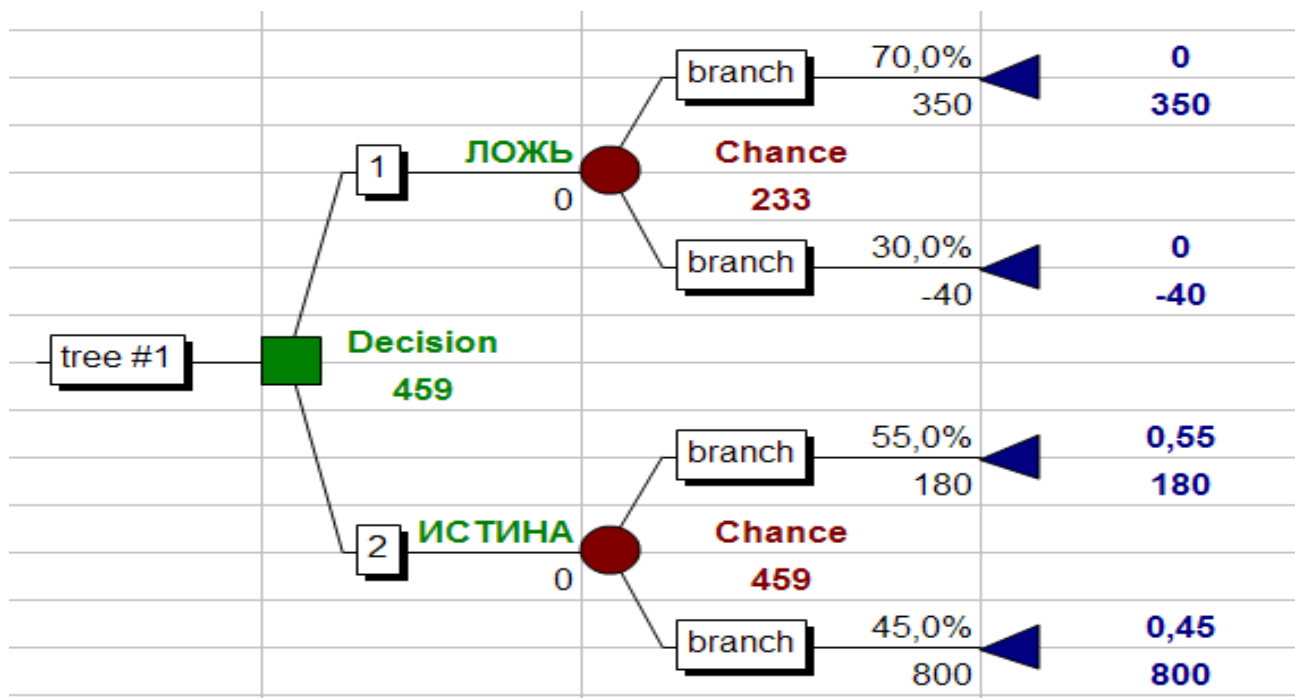 branch 70,0% 0
350 350
1 ЛОЖЬ Chance
0 233
branch 30,0% 0
-40 -40
tree #1 Decision
459
branch 55,0% 0,55
180 180
2 ИСТИНА Chance
0 459
branch 45,0% 0,45
800 800